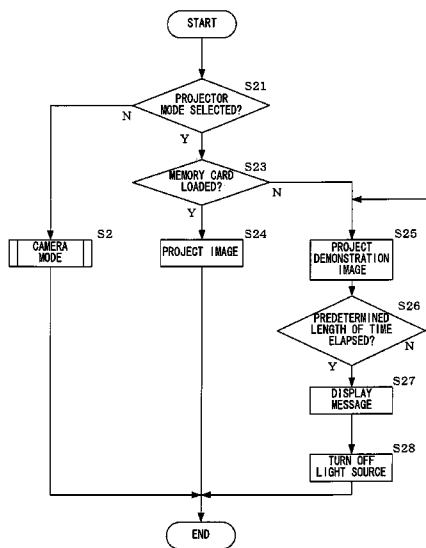 START
S21
PROJECTOR
MODE SELECTED?
N
Y
S23
MEMORY CARD
LOADED?
N
Y
S2
CAMERA
MODE
S24
PROJECT IMAGE
S25
PROJECT
DEMONSTRATION
IMAGE
S26
PREDETERMINED
LENGTH OF TIME
ELAPSED?
N
Y
S27
DISPLAY
MESSAGE
S28
TURN OFF
LIGHT SOURCE
END